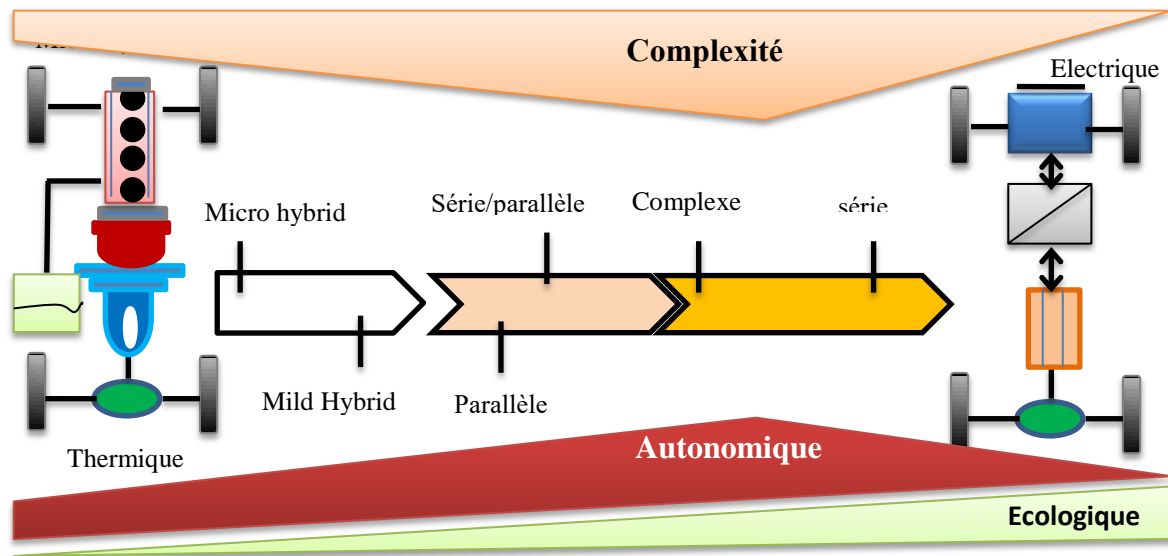 Complexité
Electrique
Micro hybrid
Série/parallèle
Complexe
série
Mild Hybrid
Parallèle
Thermique
Autonomique
Ecologique